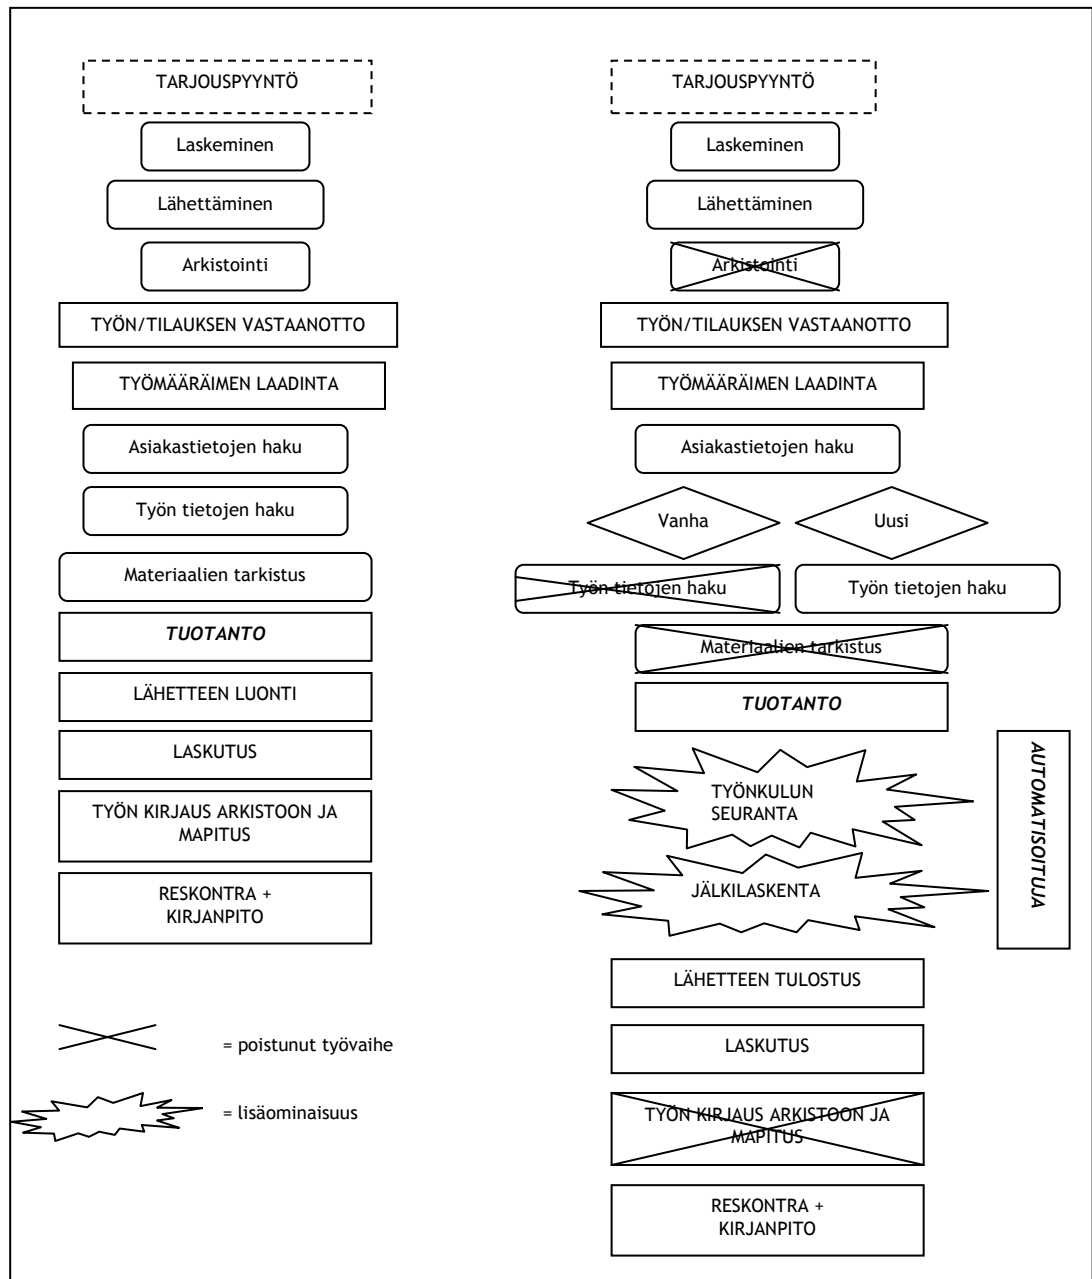 TARJOUSPYYNTÖ
Laskeminen
Lähettäminen
Arkistointi
TYÖN/TILAUKSEN VASTAANOTTO
TYÖMÄÄRÄIMEN LAADINTA
Asiakastietojen haku
Työn tietojen haku
Materiaalien tarkistus
TUOTANTO
LÄHETTEEN LUONTI
LASKUTUS
TYÖN KIRJAUS ARKISTOON JA
MAPITUS
RESKONTRA +
KIRJANPITO
= poistunut työvaihe
= lisäominaisuus
TARJOUSPYYNTÖ
Laskeminen
Lähettäminen
Arkistointi
TYÖN/TILAUKSEN VASTAANOTTO
TYÖMÄÄRÄIMEN LAADINTA
Asiakastietojen haku
Vanha
Uusi
Työn tietojen haku
Työn tietojen haku
Materiaalien tarkistus
TUOTANTO
TYÖNKULUN
SEURANTA
JÄLKILASKENTA
AUTOMATISOITUJA
LÄHETTEEN TULOSTUS
LASKUTUS
TYÖN KIRJAUS ARKISTOON JA
MAPITUS
RESKONTRA +
KIRJANPITO